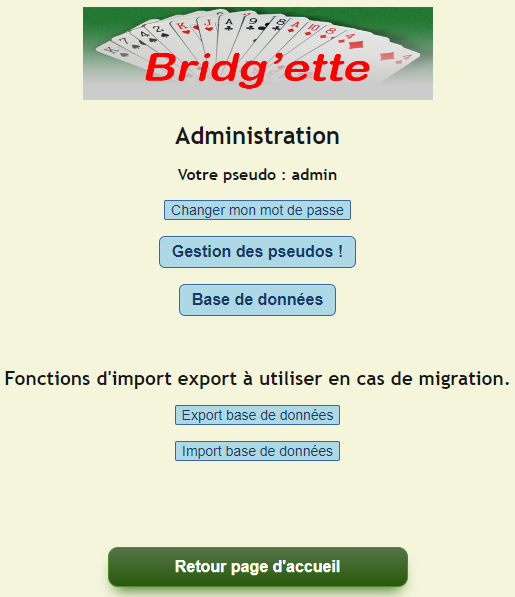 Bridg’ette
Administration
Votre pseudo : admin
Changer mon mot de passe
Gestion des pseudos !
Base de données
Fonctions d'import export à utiliser en cas de migration.
Export base de données
Import base de données
Retour page d'accueil